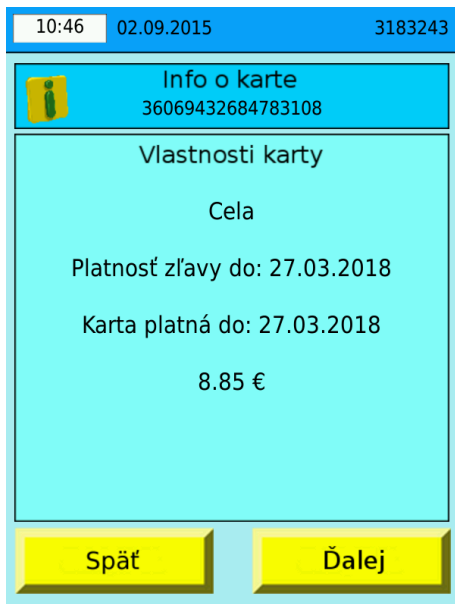 10:46 02.09.2015 3183243
Info o karte
36069432684783108
Vlastnosti karty
Cela
Platnosť zľavy do: 27.03.2018
Karta platná do: 27.03.2018
8.85 €
Späť Ďalej